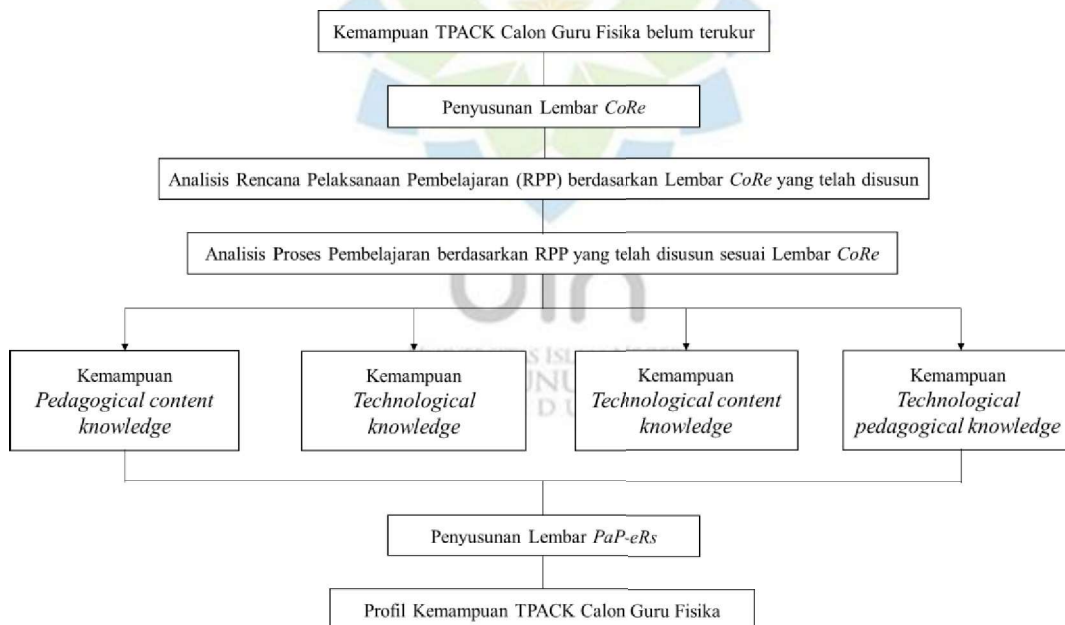 Kemampuan TPACK Calon Guru Fisika belum terukur
Penyusunan Lembar CoRe
Analisis Rencana Pelaksanaan Pembelajaran (RPP) berdasarkan Lembar CoRe yang telah disusun
Analisis Proses Pembelajaran berdasarkan RPP yang telah disusun sesuai Lembar CoRe
uin
Kemampuan
Pedagogical content
knowledge
Kemampuan
Technological
knowledge
Kemampuan
Technological content
knowledge
Kemampuan
Technological
pedagogical knowledge
Penyusunan Lembar PaP-eRs
Profil Kemampuan TPACK Calon Guru Fisika